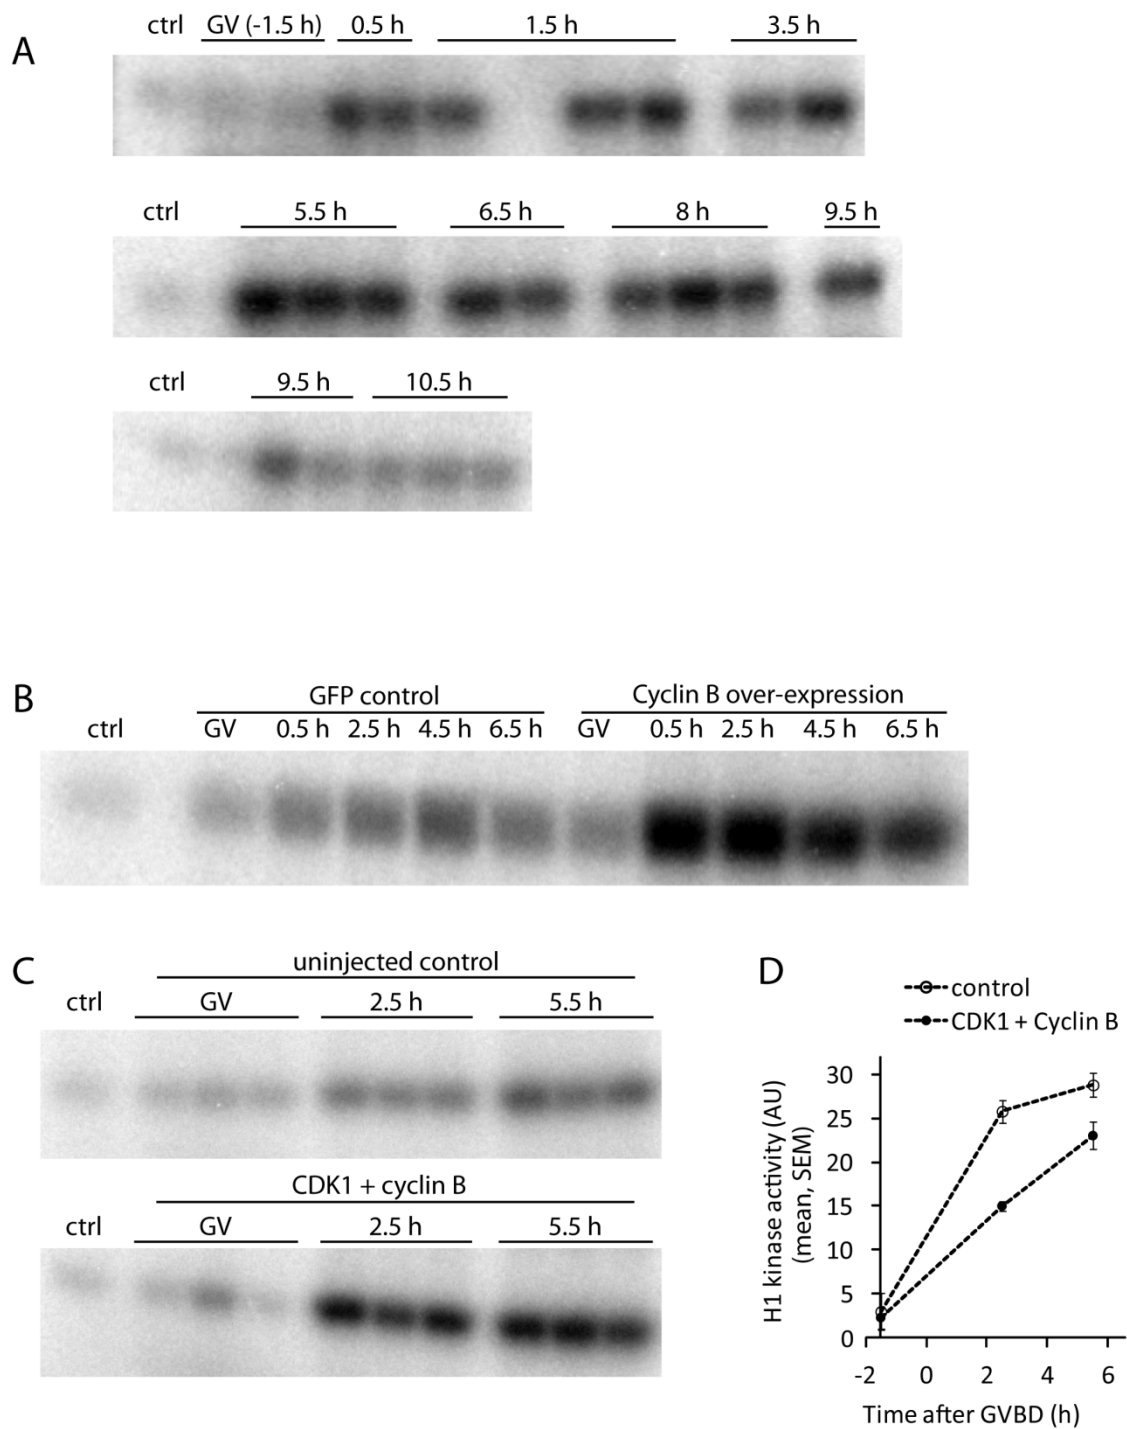 A
ctrl GV (-1.5 h) 0.5 h 1.5 h 3.5 h
ctrl 5.5 h 6.5 h 8 h 9.5 h
ctrl 9.5 h 10.5 h
B
GFP control Cyclin B over-expression
ctrl GV 0.5 h 2.5 h 4.5 h 6.5 h GV 0.5 h 2.5 h 4.5 h 6.5 h
C
uninjected control
ctrl GV 2.5 h 5.5 h
CDK1 + cyclin B
ctrl GV 2.5 h 5.5 h
D
control
CDK1 + Cyclin B
H1 kinase activity (AU)
(mean, SEM)
30
25
20
15
10
5
0
-2 0 2 4 6
Time after GVBD (h)